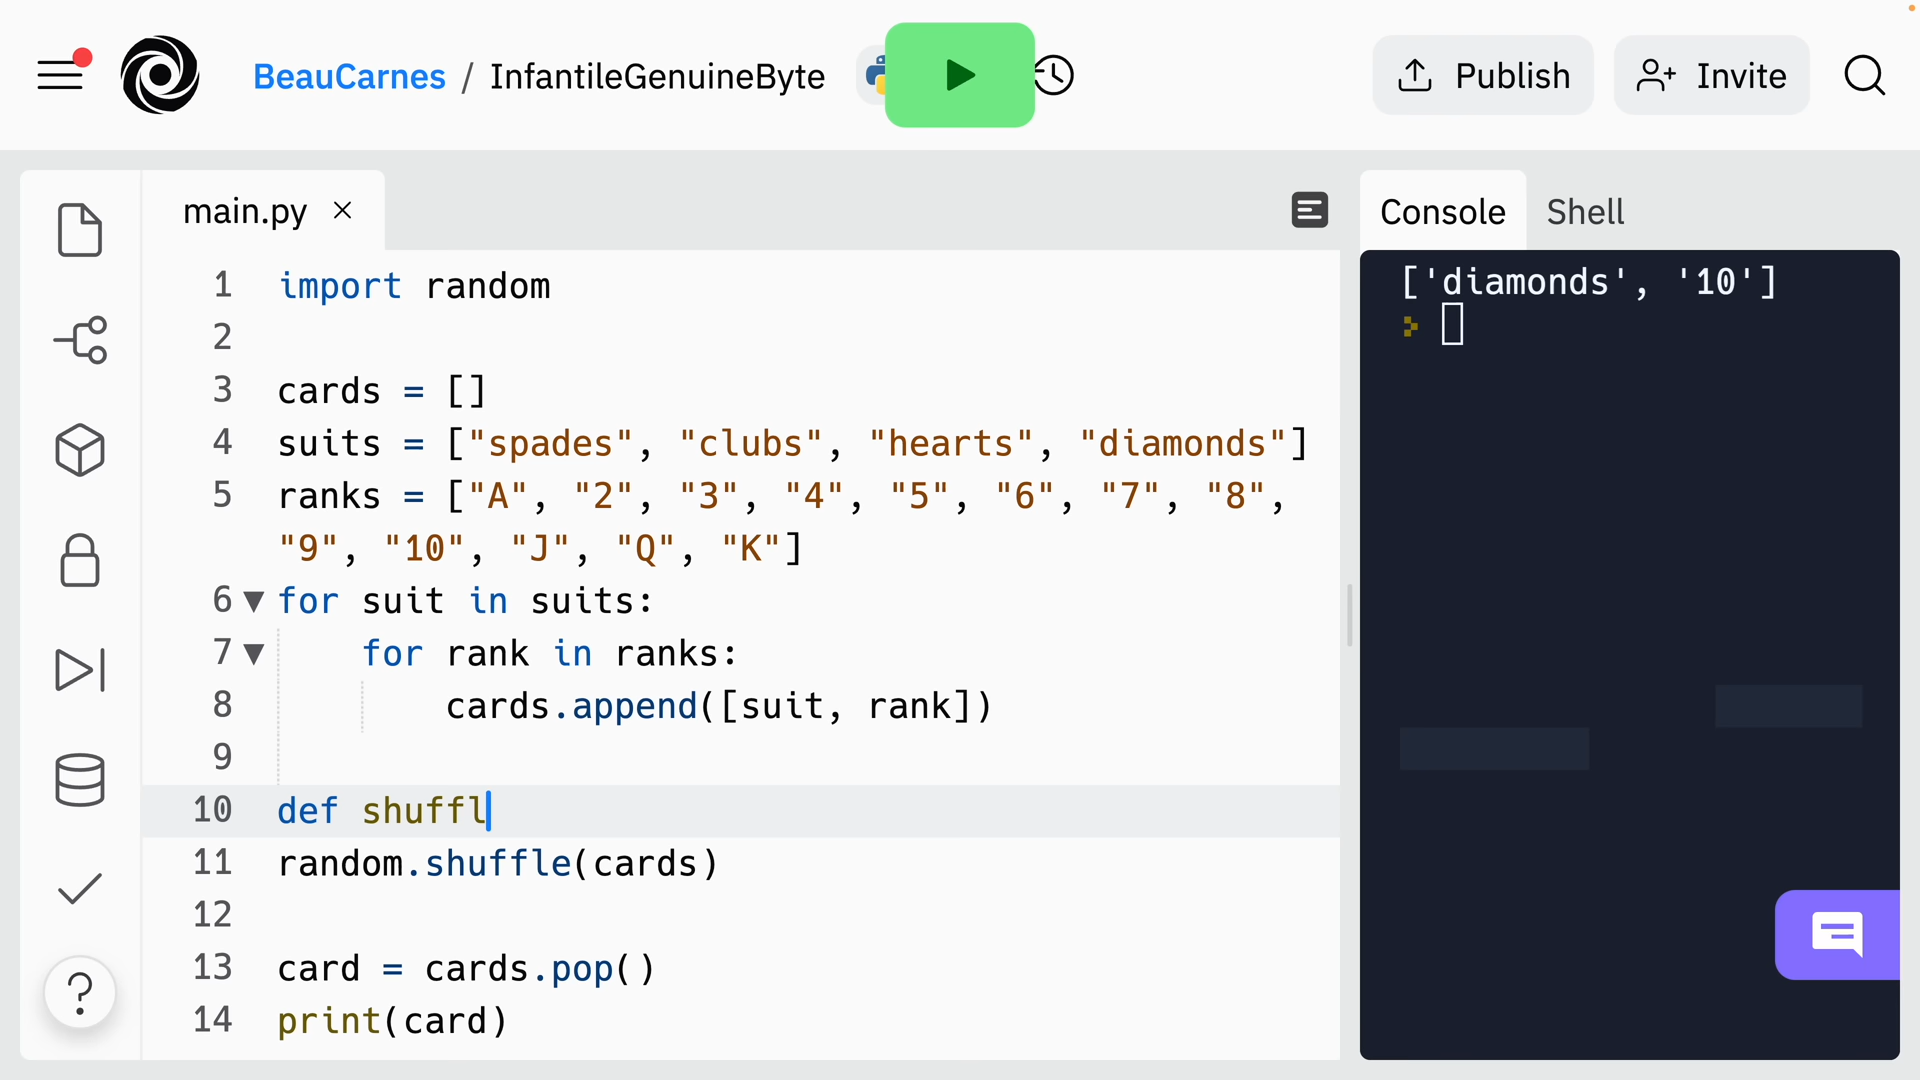 BeauCarnes / InfantileGenuineByte
Publish
Invite
main.py
Console
Shell
1 import random
2
3 cards = []
4 suits = ["spades", "clubs", "hearts", "diamonds"]
5 ranks = ["A", "2", "3", "4", "5", "6", "7", "8",
"9", "10", "J", "Q", "K"]
6 for suit in suits:
7 for rank in ranks:
8 cards.append([suit, rank])
9
10 def shuffl
11 random.shuffle(cards)
12
13 card = cards.pop()
14 print(card)
['diamonds', '10']